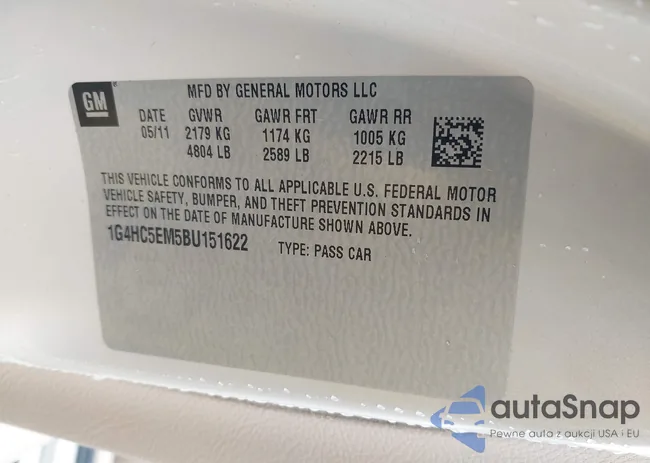 GM
MFD BY GENERAL MOTORS LLC
DATE GVWR GAWR FRT GAWR RR
05/11 2179 KG 1174 KG 1005 KG
4804 LB 2589 LB 2215 LB
THIS VEHICLE CONFORMS TO ALL APPLICABLE U.S. FEDERAL MOTOR
VEHICLE SAFETY, BUMPER, AND THEFT PREVENTION STANDARDS IN
EFFECT ON THE DATE OF MANUFACTURE SHOWN ABOVE.
1G4HC5EM5BU151622 TYPE: PASS CAR
autaSnap
Pewne auta z aukcji USA · EU